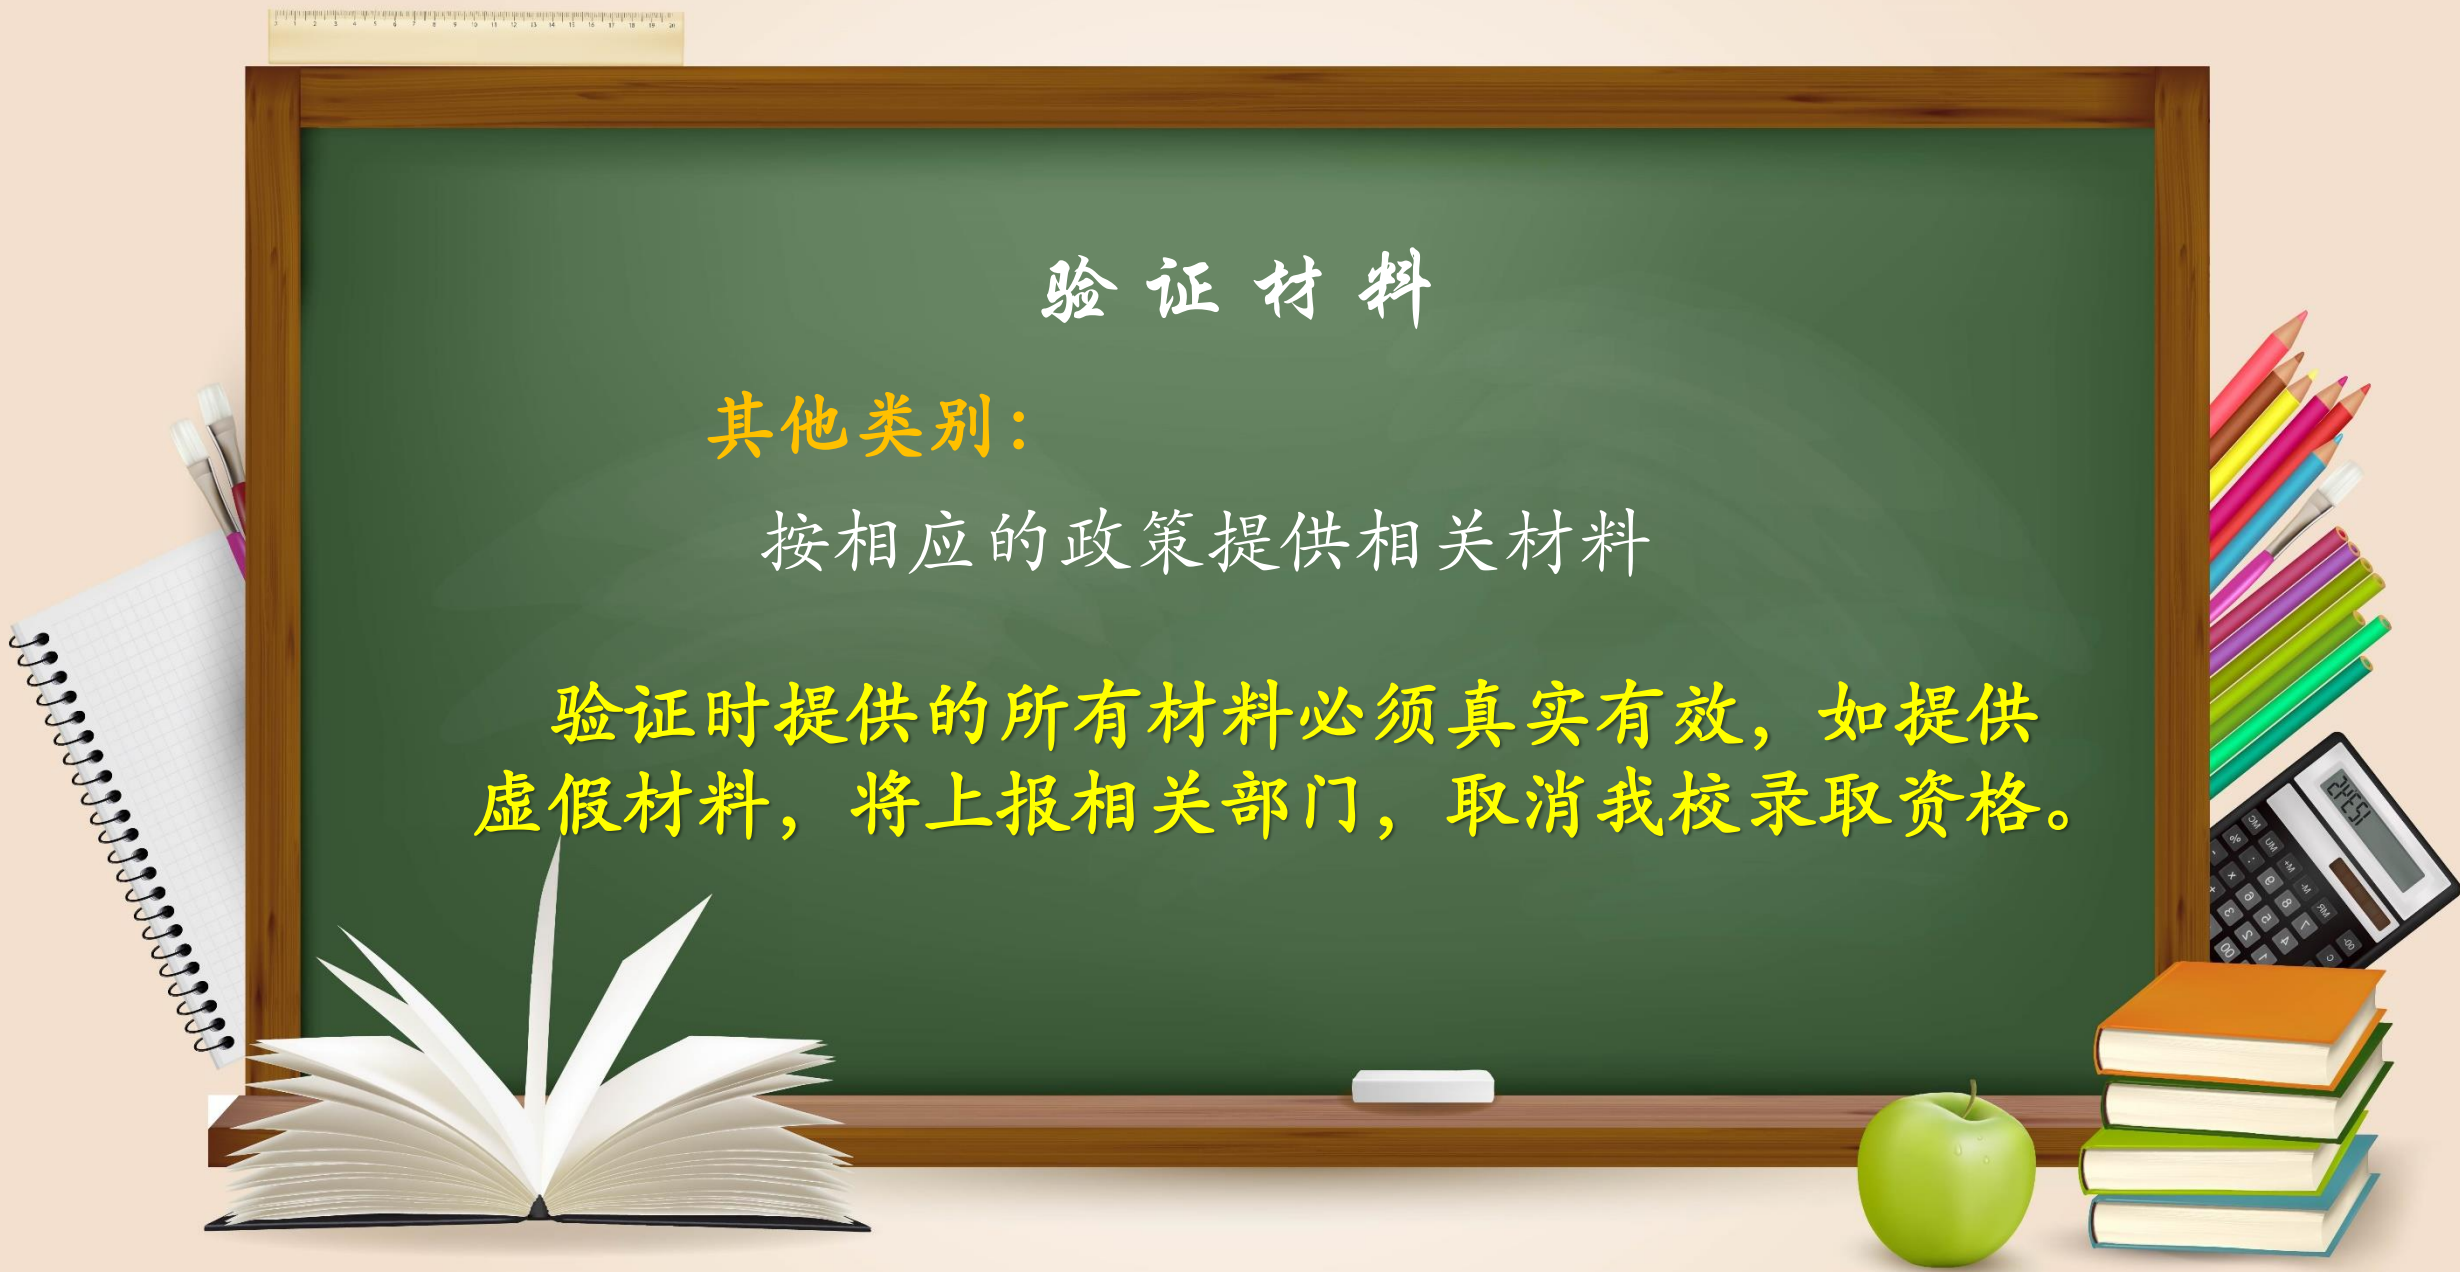 验证材料
其他类别：
按相应的政策提供相关材料
验证时提供的所有材料必须真实有效，如提供
虚假材料，将上报相关部门，取消我校录取资格。